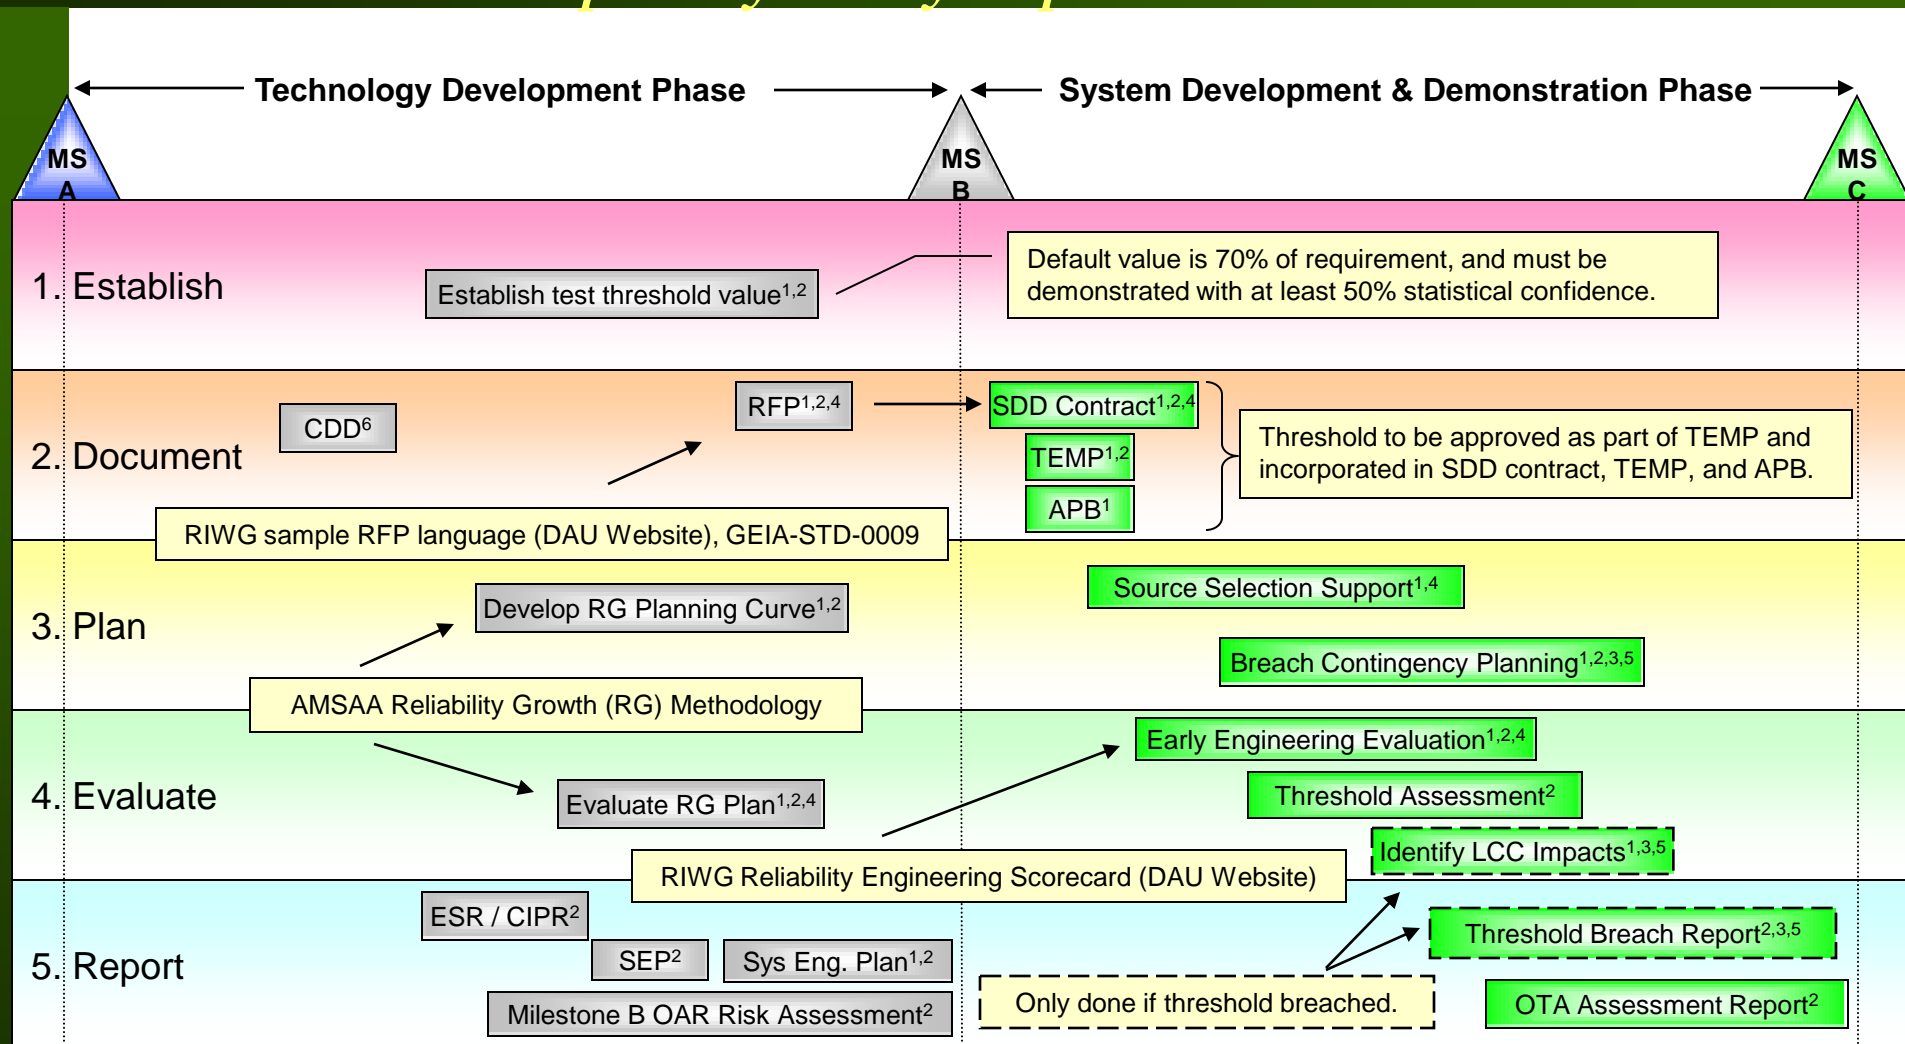 Technology Development Phase
System Development & Demonstration Phase
MS
A
MS
B
MS
C
1. Establish
Establish test threshold value1,2
Default value is 70% of requirement, and must be
demonstrated with at least 50% statistical confidence.
2. Document
CDD6
RFP1,2,4
SDD Contract1,2,4
TEMP1,2
APB1
Threshold to be approved as part of TEMP and
incorporated in SDD contract, TEMP, and APB.
RIWG sample RFP language (DAU Website), GEIA-STD-0009
3. Plan
Develop RG Planning Curve1,2
Source Selection Support1,4
Breach Contingency Planning1,2,3,5
AMSAA Reliability Growth (RG) Methodology
4. Evaluate
Evaluate RG Plan1,2,4
Early Engineering Evaluation1,2,4
Threshold Assessment2
Identify LCC Impacts1,3,5
RIWG Reliability Engineering Scorecard (DAU Website)
5. Report
ESR / CIPR2
SEP2
Sys Eng. Plan1,2
Milestone B OAR Risk Assessment2
Only done if threshold breached.
Threshold Breach Report2,3,5
OTA Assessment Report2